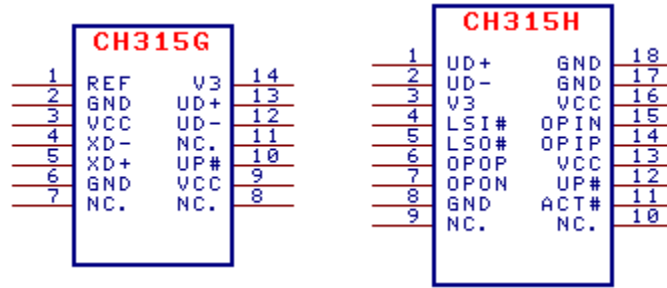 CH315G
1 REF V3 14
2 GND UD+ 13
3 VCC UD- 12
4 XD- NC. 11
5 XD+ UP# 10
6 GND VCC 9
7 NC. NC. 8
CH315H
1 UD+ GND 18
2 UD- GND 17
3 V3 VCC 16
4 LSI# OPIN 15
5 LSO# OPIP 14
6 OPOP VCC 13
7 OPON UP# 12
8 GND ACT# 11
9 NC. NC. 10